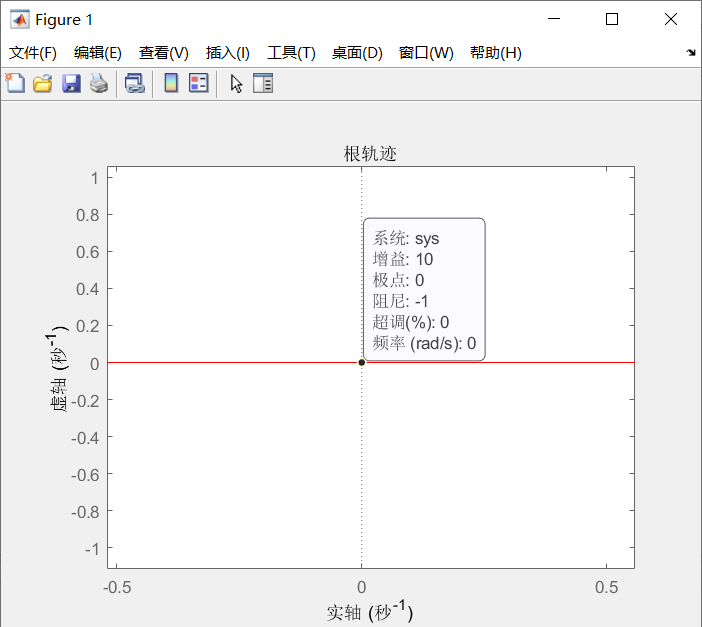 Figure 1
文件(F) 编辑(E) 查看(V) 插入(I) 工具(T) 桌面(D) 窗口(W) 帮助(H)
根轨迹
1
0.8
0.6
0.4
0.2
0
-0.2
-0.4
-0.6
-0.8
-1
虚轴 (秒-1)
系统: sys
增益: 10
极点: 0
阻尼: -1
超调(%): 0
频率 (rad/s): 0
-0.5 0 0.5
实轴 (秒-1)